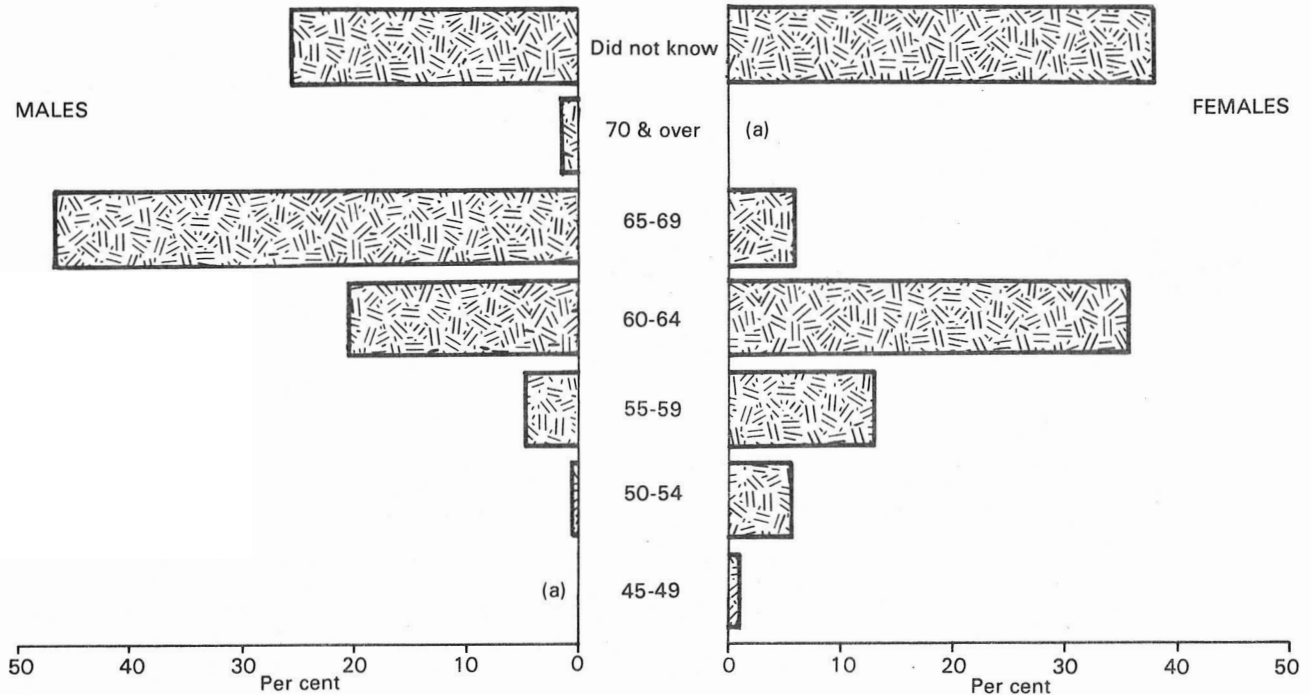 Did not know
MALES
FEMALES
70 & over
(a)
65-69
60-64
55-59
50-54
(a)
45-49
50 40 30 20 10 0
0 10 20 30 40 50
Per cent
Per cent